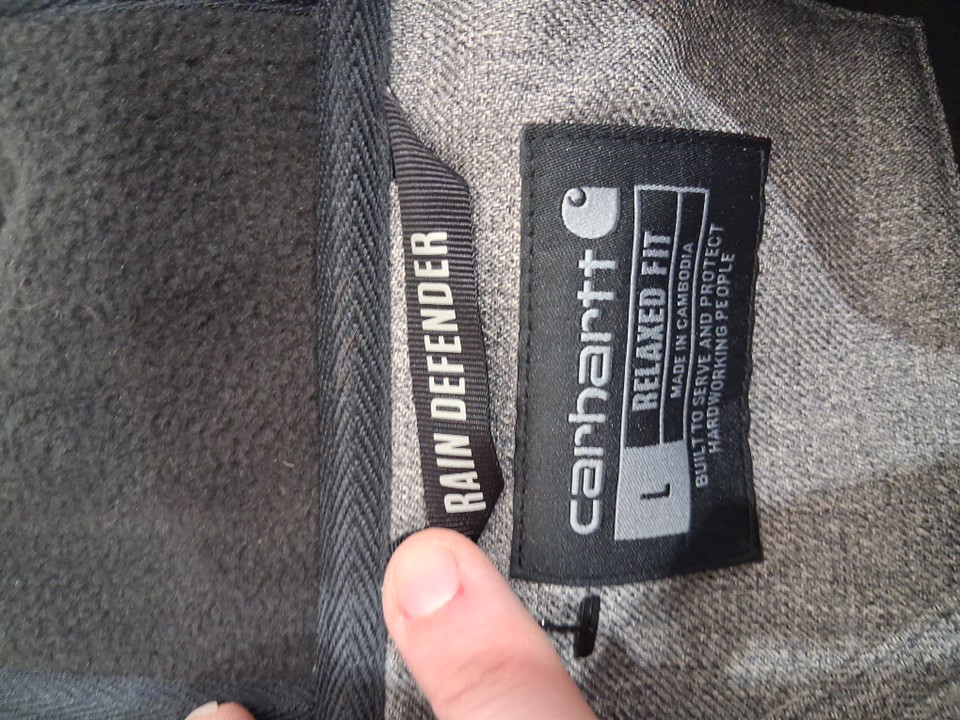 RAIN DEFENDER
carhartt
L RELAXED FIT
MADE IN CAMBODIA
BUILT TO SERVE AND PROTECT
HARDWORKING PEOPLE